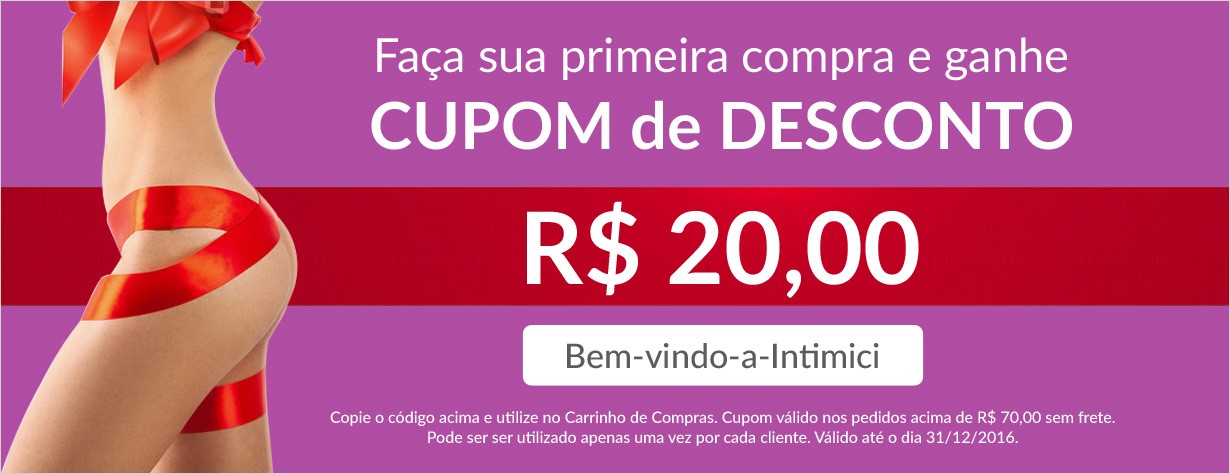 Faça sua primeira compra e ganhe
CUPOM de DESCONTO
R$ 20,00
Bem-vindo-a-Intimici
Copie o código acima e utilize no Carrinho de Compras. Cupom válido nos pedidos acima de R$ 70,00 sem frete.
Pode ser ser utilizado apenas uma vez por cada cliente. Válido até o dia 31/12/2016.